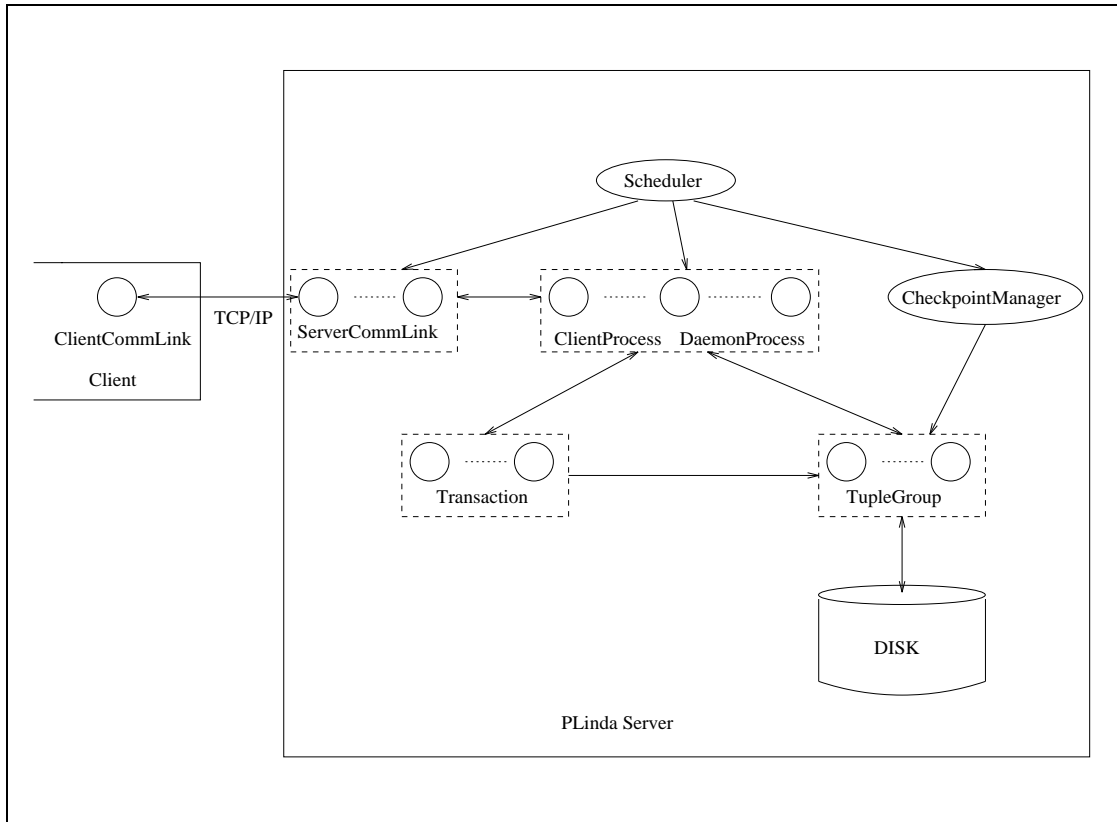 Scheduler
TCP/IP
ClientCommLink
Client
ServerCommLink
ClientProcess
DaemonProcess
CheckpointManager
Transaction
TupleGroup
DISK
PLinda Server